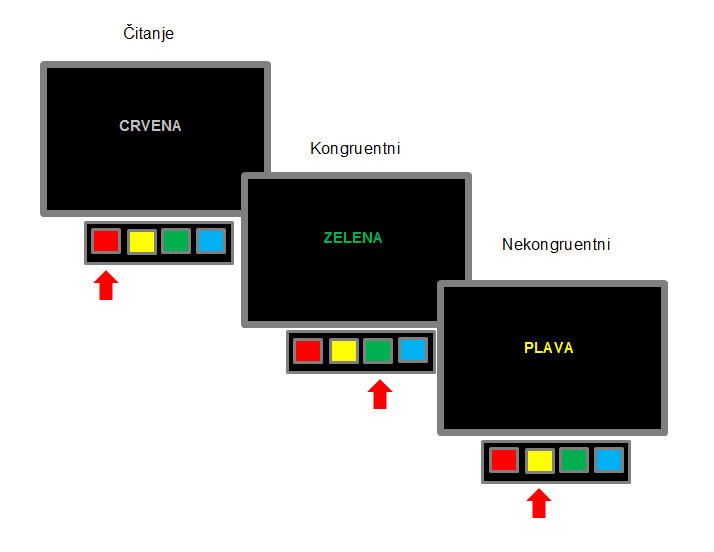 Čitanje
CRVENA
Kongruentni
ZELENA
Nekongruentni
PLAVA